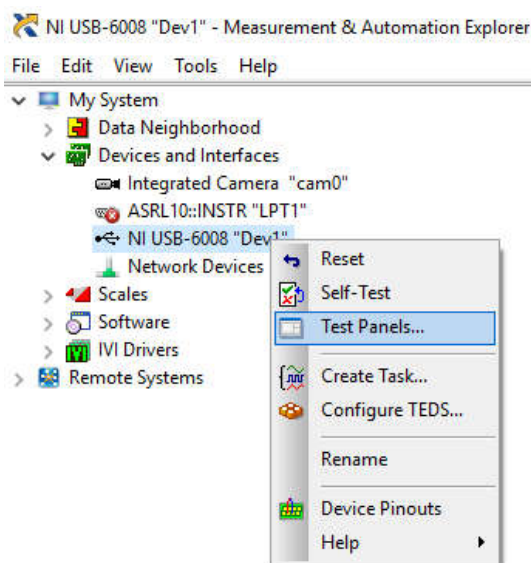 NI USB-6008 "Dev1" - Measurement & Automation Explorer
File Edit View Tools Help
My System
Data Neighborhood
Devices and Interfaces
Integrated Camera "cam0"
ASRL10::INSTR "LPT1"
NI USB-6008 "Dev1"
Network Devices
Scales
Software
IVI Drivers
Remote Systems
Reset
Self-Test
Test Panels...
Create Task...
Configure TEDS...
Rename
Device Pinouts
Help